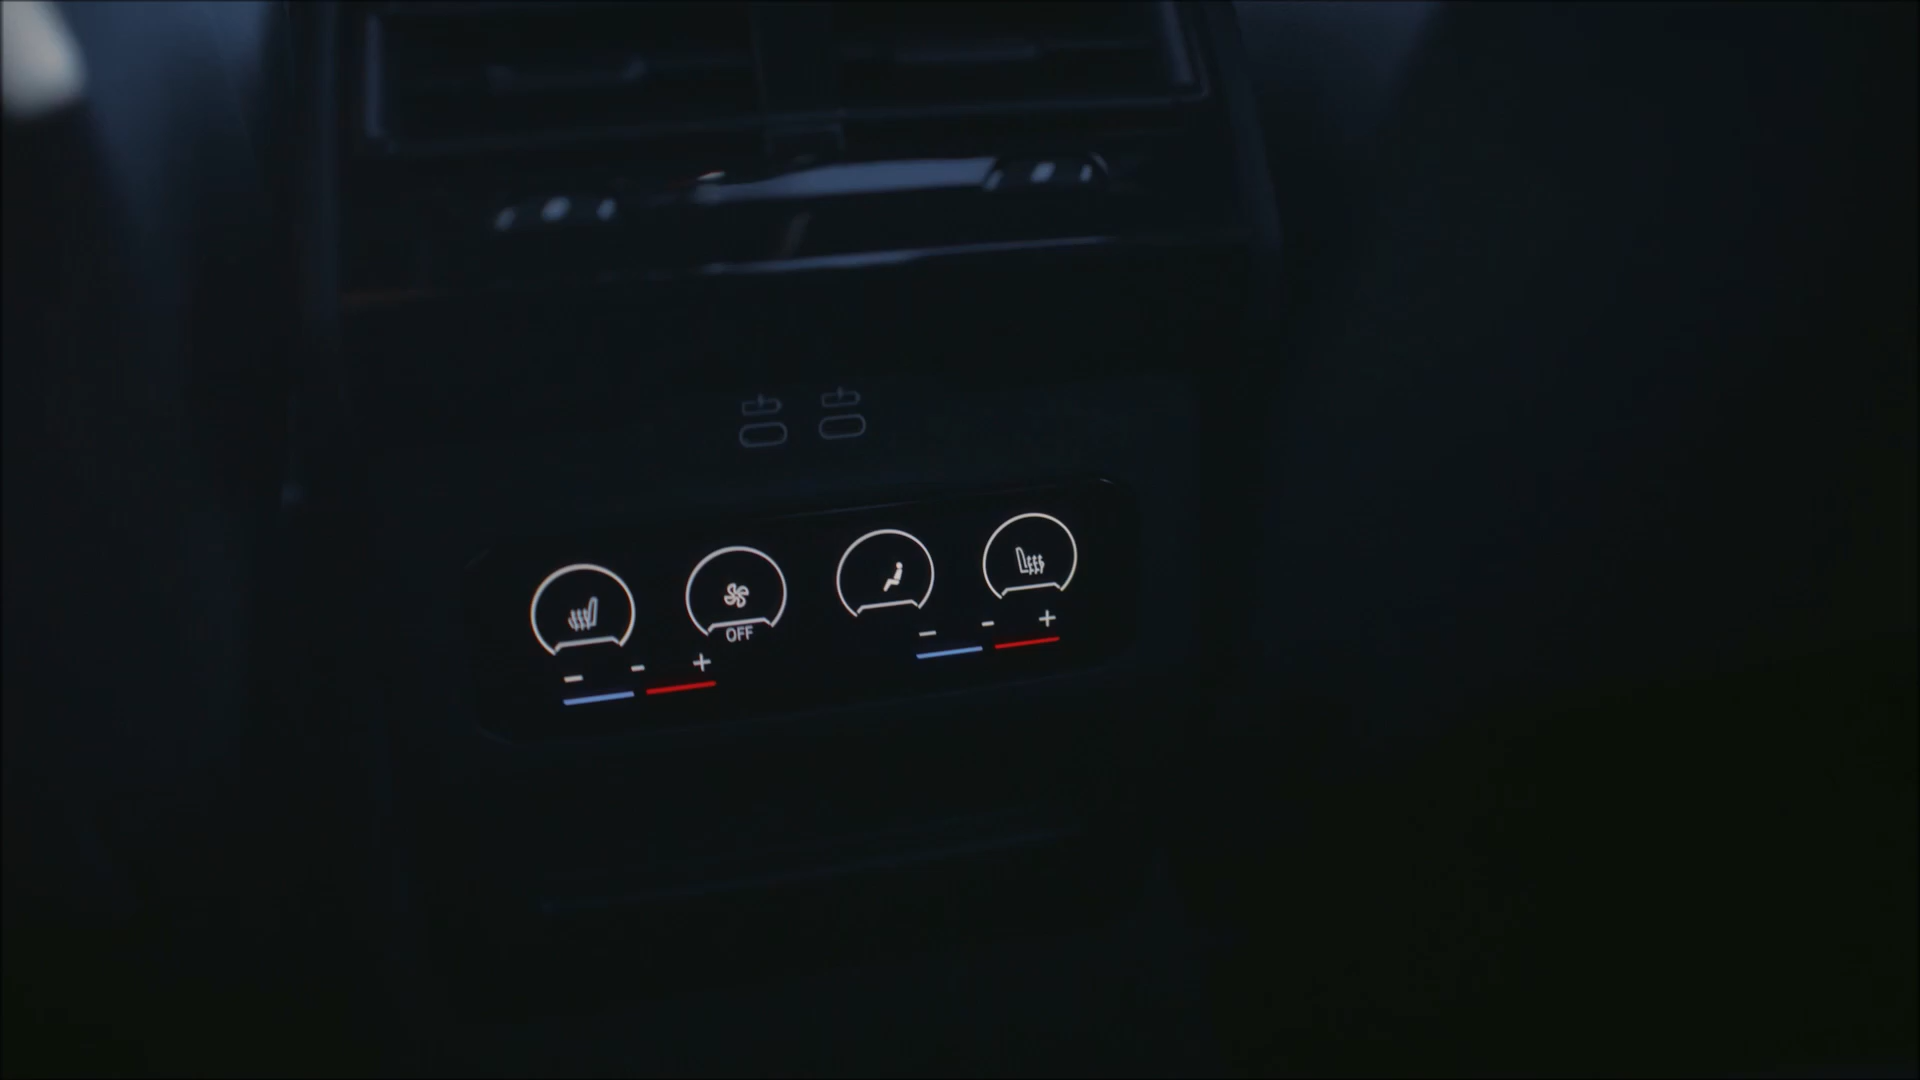 OFF
- - +
- - +